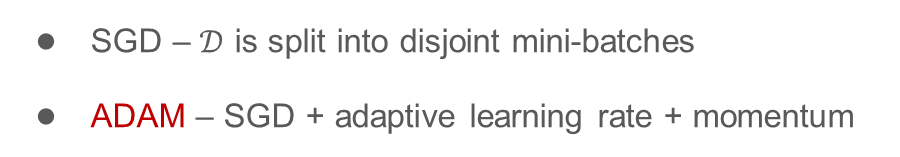 ● SGD – 𝒟 is split into disjoint mini-batches
● ADAM – SGD + adaptive learning rate + momentum